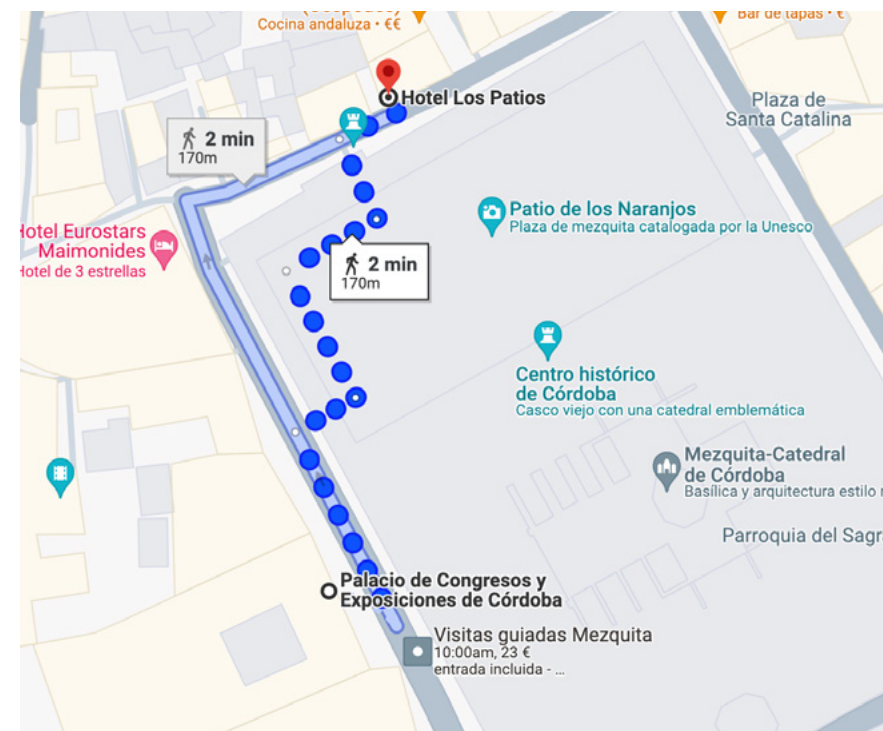 Cocina andaluza • €€
Bar de tapas • €
Hotel Los Patios
Plaza de
Santa Catalina
2 min
170m
Patio de los Naranjos
Plaza de mezquita catalogada por la Unesco
Hotel Eurostars
Maimonides
Hotel de 3 estrellas
2 min
170m
Centro histórico
de Córdoba
Casco viejo con una catedral emblemática
Mezquita-Catedral
de Córdoba
Basílica y arquitectura estilo
Parroquia del
Palacio de Congresos y
Exposiciones de Córdoba
Visitas guiadas Mezquita
10:00am, 23 €
entrada incluida - ...